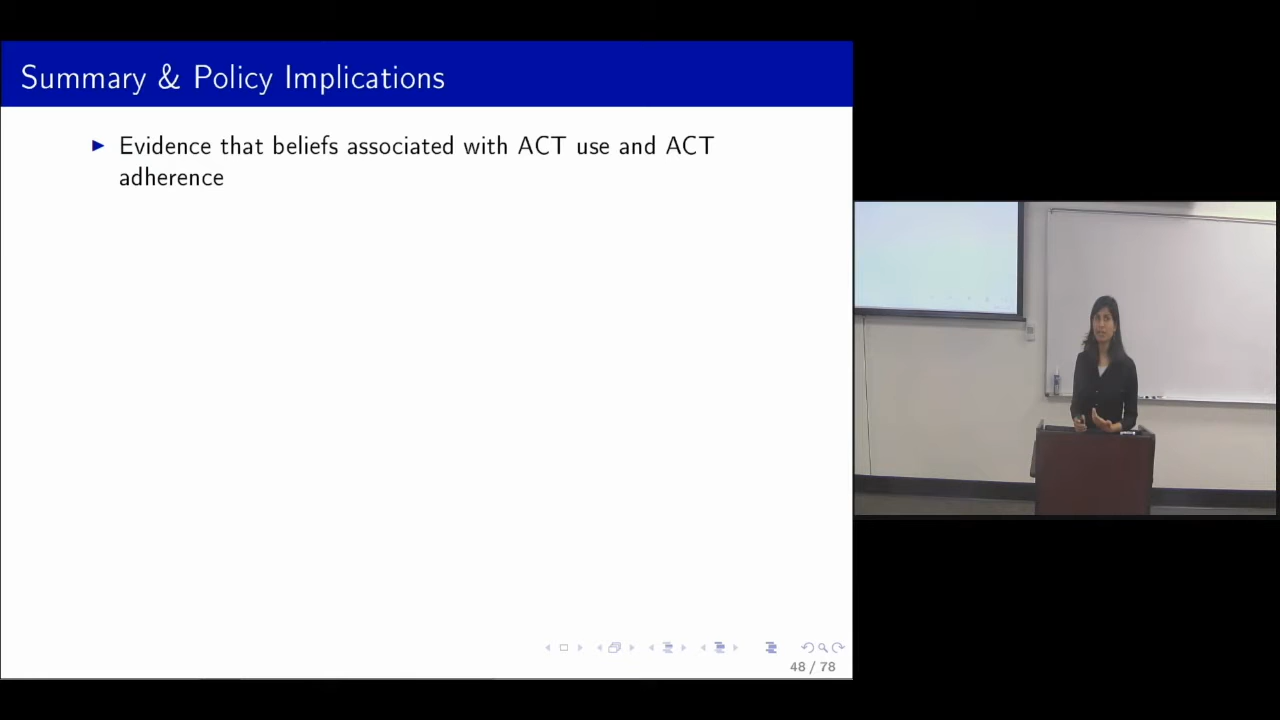 Summary & Policy Implications
Evidence that beliefs associated with ACT use and ACT
adherence
48 / 78